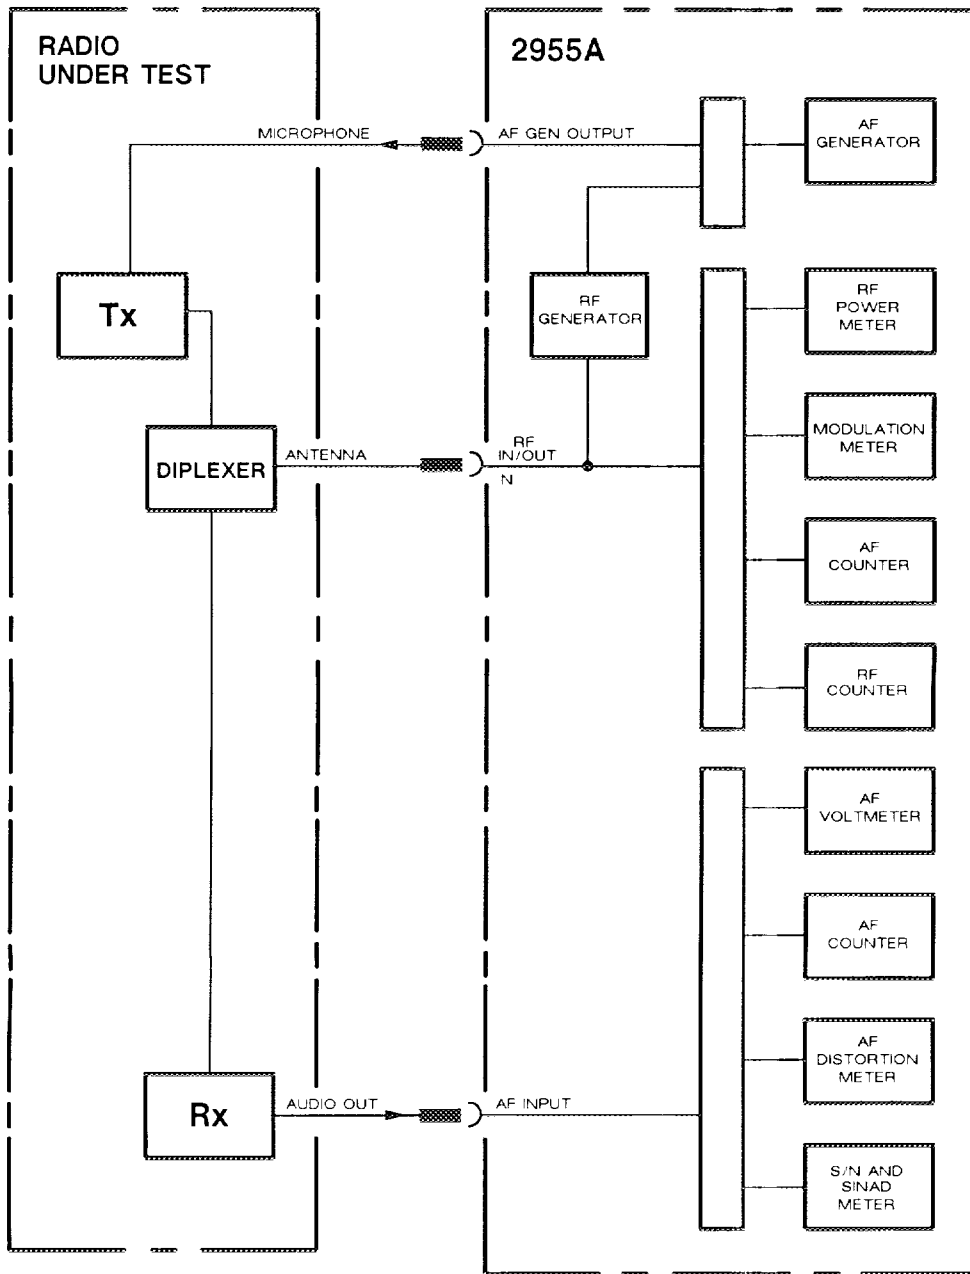 RADIO
UNDER TEST
2955A
MICROPHONE
AF GEN OUTPUT
AF
GENERATOR
Tx
RF
GENERATOR
RF
POWER
METER
DIPLEXER
ANTENNA
RF
IN/OUT
N
MODULATION
METER
AF
COUNTER
RF
COUNTER
AF
VOLTMETER
AF
COUNTER
AF
DISTORTION
METER
Rx
AUDIO OUT
AF INPUT
S/N AND
SINAD
METER